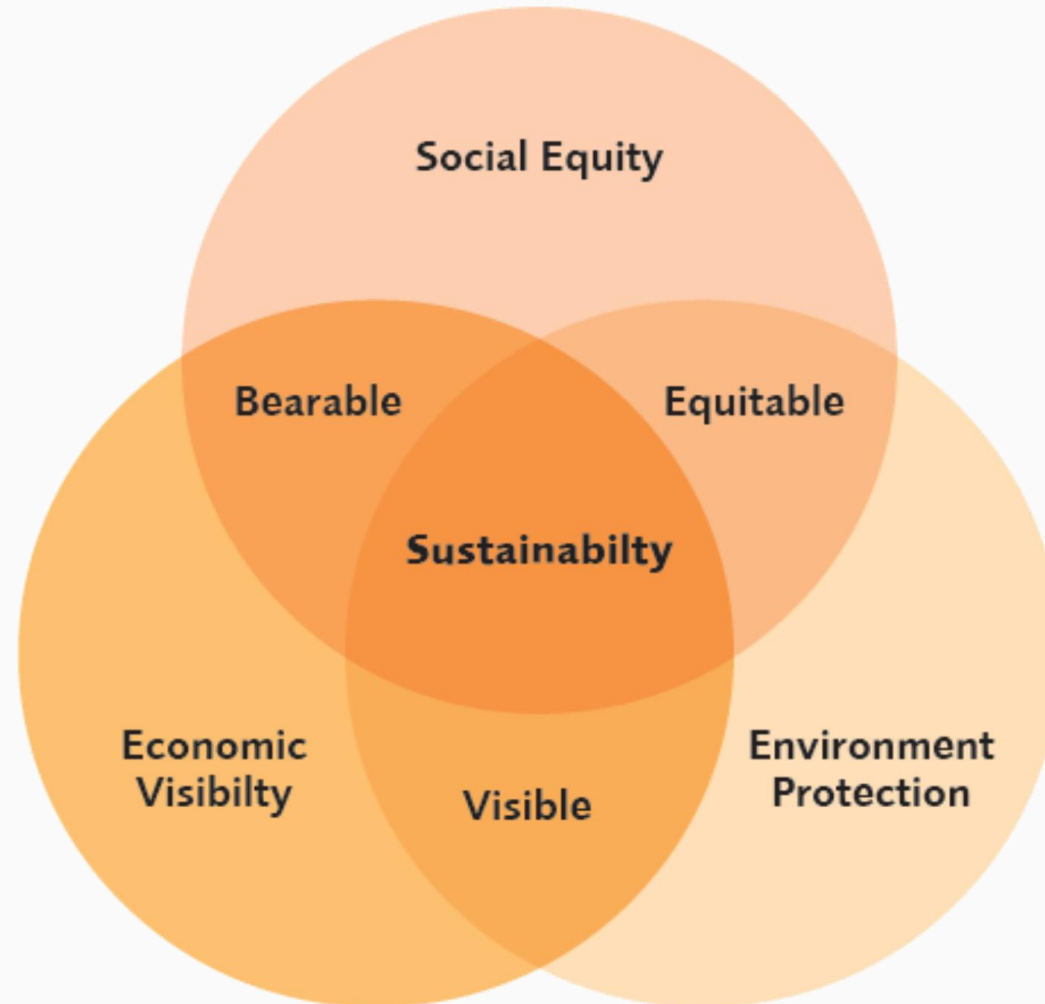 Social Equity
Bearable
Equitable
Sustainabilty
Economic
Visibilty
Visible
Environment
Protection